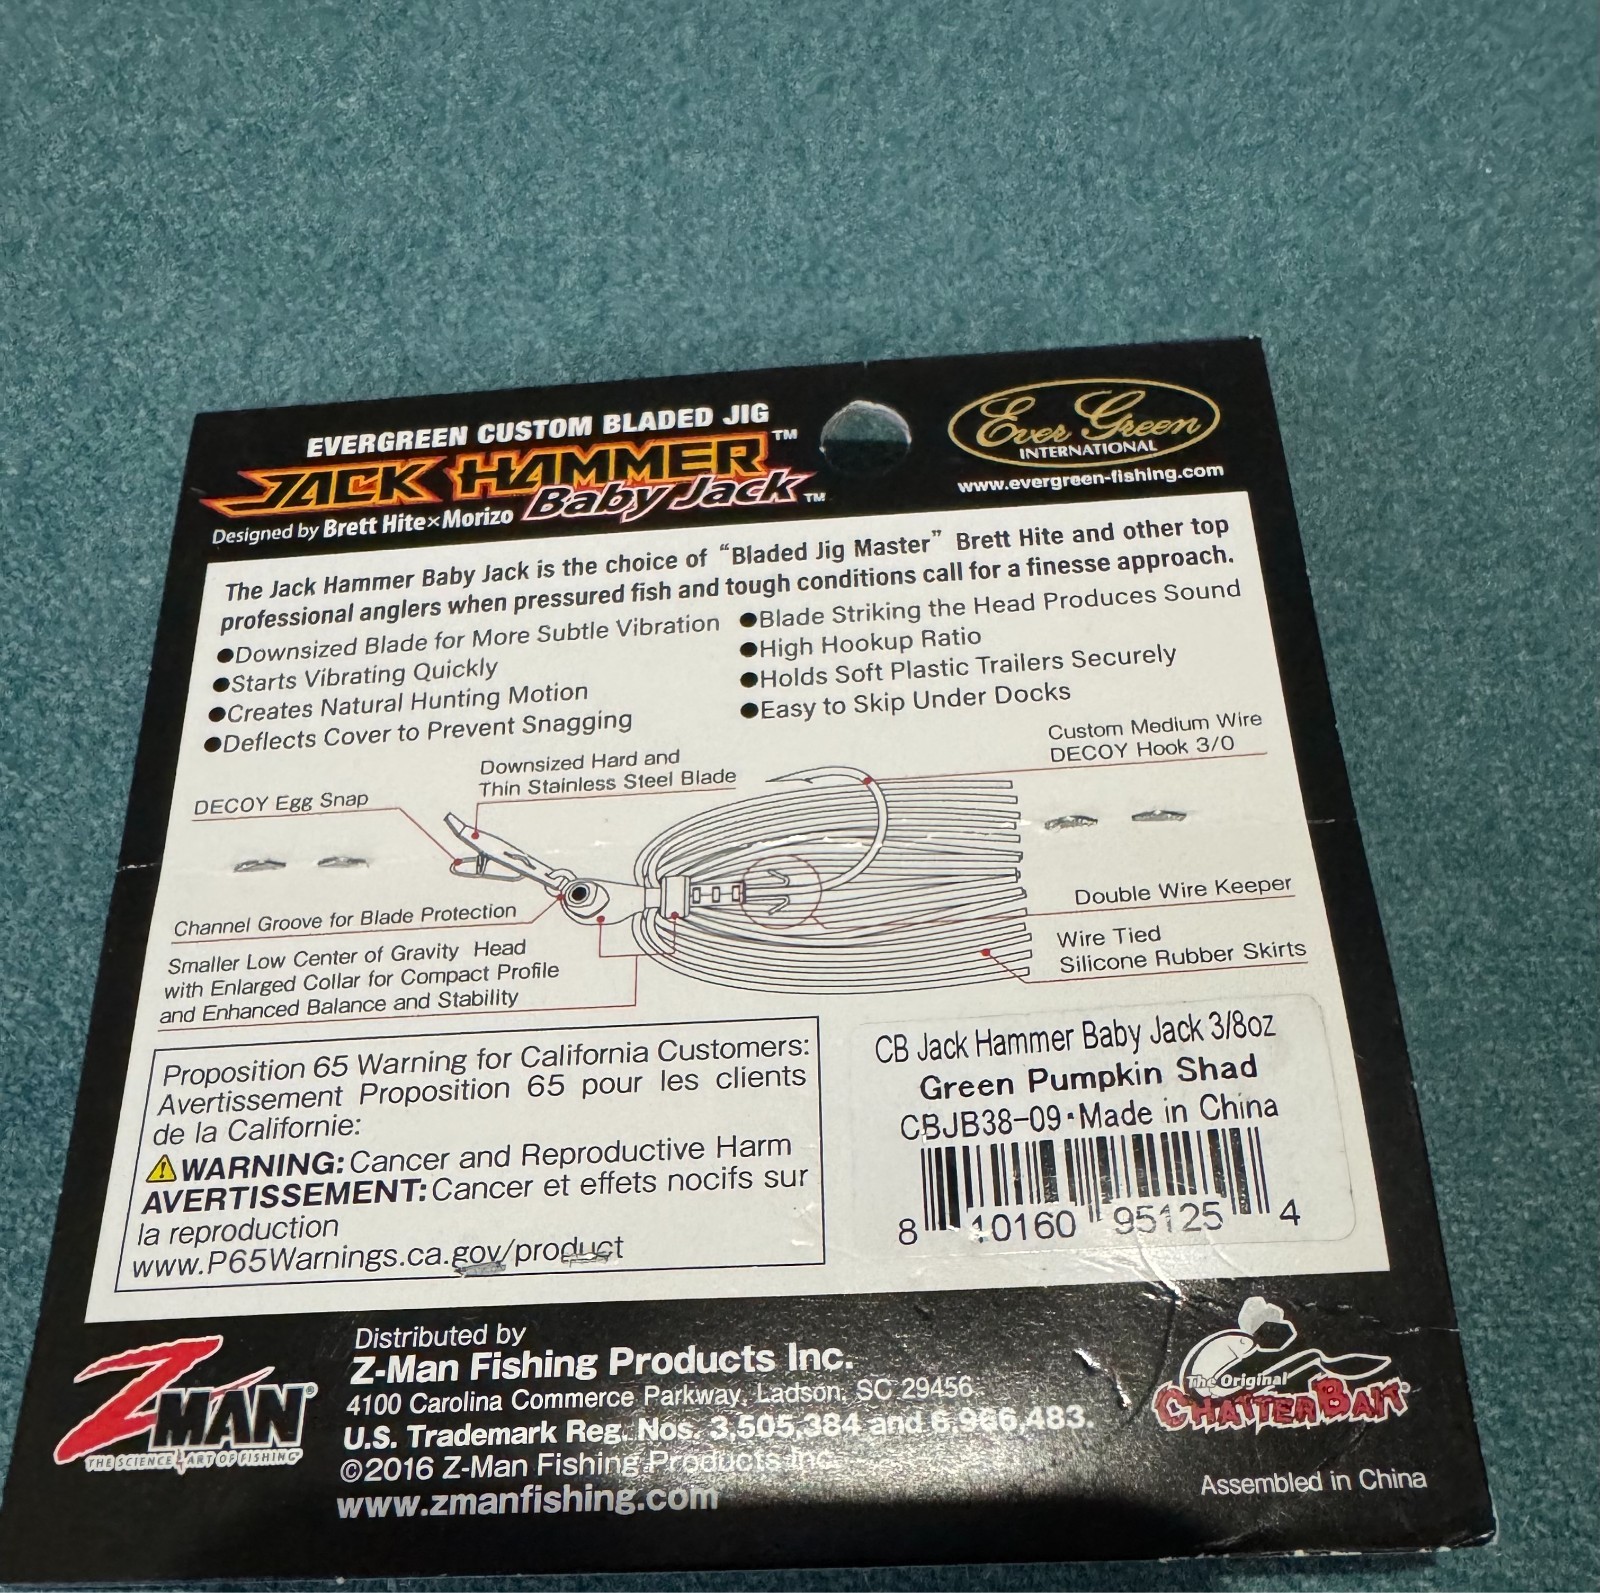 EVERGREEN CUSTOM BLADED JIG
JACK HAMMER™
Baby Jack™
Designed by Brett Hite×Morizo
Ever Green
INTERNATIONAL
www.evergreen-fishing.com
The Jack Hammer Baby Jack is the choice of “Bladed Jig Master” Brett Hite and other top
professional anglers when pressured fish and tough conditions call for a finesse approach.
●Downsized Blade for More Subtle Vibration
●Starts Vibrating Quickly
●Creates Natural Hunting Motion
●Deflects Cover to Prevent Snagging
●Blade Striking the Head Produces Sound
●High Hookup Ratio
●Holds Soft Plastic Trailers Securely
●Easy to Skip Under Docks
Custom Medium Wire
DECOY Hook 3/0
Downsized Hard and
Thin Stainless Steel Blade
DECOY Egg Snap
Channel Groove for Blade Protection
Smaller Low Center of Gravity Head
with Enlarged Collar for Compact Profile
and Enhanced Balance and Stability
Double Wire Keeper
Wire Tied
Silicone Rubber Skirts
Proposition 65 Warning for California Customers:
Avertissement Proposition 65 pour les clients
de la Californie:
⚠WARNING: Cancer and Reproductive Harm
AVERTISSEMENT: Cancer et effets nocifs sur
la reproduction
www.P65Warnings.ca.gov/product
CB Jack Hammer Baby Jack 3/8oz
Green Pumpkin Shad
CBJB38-09・Made in China
8 10160 95125 4
ZMAN®
THE SCIENCE & ART OF FISHING
Distributed by
Z-Man Fishing Products Inc.
4100 Carolina Commerce Parkway, Ladson, SC 29456
U.S. Trademark Reg. Nos. 3,505,384 and 6,966,483.
©2016 Z-Man Fishing Products Inc.
www.zmanfishing.com
The Original
CHATTERBAIT®
Assembled in China